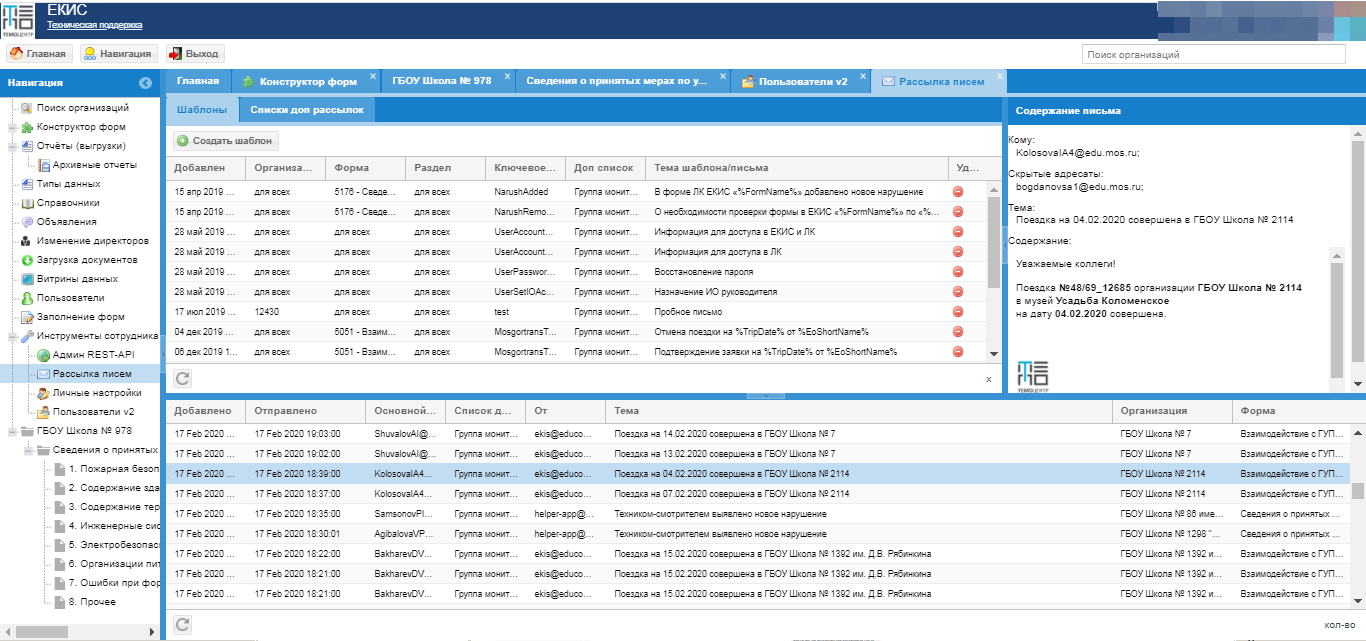 ТЕМОЦЕНТР
ЕКИС
Техническая поддержка
Главная Навигация Выход
Поиск организаций
Навигация
Поиск организаций
Конструктор форм
Отчёты (выгрузки)
Архивные отчеты
Типы данных
Справочники
Объявления
Изменение директоров
Загрузка документов
Витрины данных
Пользователи
Заполнение форм
Инструменты сотрудника
Админ REST-API
Рассылка писем
Личные настройки
Пользователи v2
ГБОУ Школа № 978
Сведения о принятых
1. Пожарная безоп
2. Содержание зда
3. Содержание тер
4. Инженерные сис
5. Электробезопас
6. Организации пит
7. Ошибки при фор
8. Прочее
Главная Конструктор форм ГБОУ Школа № 978 Сведения о принятых мерах по у... Пользователи v2 Рассылка писем
Шаблоны Списки доп рассылок
Создать шаблон
Добавлен Организа... Форма Раздел Ключевое... Доп список Тема шаблона/письма Уд...
15 апр 2019 ... для всех 5176 - Сведе... для всех NarushAdded Группа монит... В форме ЛК ЕКИС «%FormName%» добавлено новое нарушение
15 апр 2019 ... для всех 5176 - Сведе... для всех NarushRemo... Группа монит... О необходимости проверки формы в ЕКИС «%FormName%» по «%...
28 май 2019 ... для всех для всех для всех UserAccount... Группа монит... Информация для доступа в ЕКИС и ЛК
28 май 2019 ... для всех для всех для всех UserAccount... Группа монит... Информация для доступа в ЛК
28 май 2019 ... для всех для всех для всех UserPasswor... Группа монит... Восстановление пароля
28 май 2019 ... для всех для всех для всех UserSetIOAc... Группа монит... Назначение ИО руководителя
17 июл 2019 ... 12430 для всех для всех test Группа монит... Пробное письмо
04 дек 2019 ... для всех 5051 - Взаим... для всех MosgortransT... Группа монит... Отмена поездки на %TripDate% от %EoShortName%
06 дек 2019 1... для всех 5051 - Взаим... для всех MosgortransT... Группа монит... Подтверждение заявки на %TripDate% от %EoShortName%
x
Содержание письма
Кому:
KolosovaIA4@edu.mos.ru;
Скрытые адресаты:
bogdanovsa1@edu.mos.ru;
Тема:
Поездка на 04.02.2020 совершена в ГБОУ Школа № 2114
Содержание:
Уважаемые коллеги!
Поездка №48/69_12685 организации ГБОУ Школа № 2114
в музей Усадьба Коломенское
на дату 04.02.2020 совершена.
ТЕМОЦЕНТР
Добавлено Отправлено Основной... Список д... От Тема Организация Форма
17 Feb 2020 ... 17 Feb 2020 19:03:00 ShuvalovAI@... Группа монит... ekis@educo... Поездка на 14.02.2020 совершена в ГБОУ Школа № 7 ГБОУ Школа № 7 Взаимодействие с ГУП...
17 Feb 2020 ... 17 Feb 2020 19:02:00 ShuvalovAI@... Группа монит... ekis@educo... Поездка на 13.02.2020 совершена в ГБОУ Школа № 7 ГБОУ Школа № 7 Взаимодействие с ГУП...
17 Feb 2020 ... 17 Feb 2020 18:39:00 KolosovaIA4... Группа монит... ekis@educo... Поездка на 04.02.2020 совершена в ГБОУ Школа № 2114 ГБОУ Школа № 2114 Взаимодействие с ГУП...
17 Feb 2020 ... 17 Feb 2020 18:37:00 KolosovaIA4... Группа монит... ekis@educo... Поездка на 07.02.2020 совершена в ГБОУ Школа № 2114 ГБОУ Школа № 2114 Взаимодействие с ГУП...
17 Feb 2020 ... 17 Feb 2020 18:35:00 SamsonovPI... Группа монит... helper-app@... Техником-смотрителем выявлено новое нарушение ГБОУ Школа № 86 име... Сведения о принятых ...
17 Feb 2020 ... 17 Feb 2020 18:30:01 AgibalovaVP... Группа монит... helper-app@... Техником-смотрителем выявлено новое нарушение ГБОУ Школа № 1298 "... Сведения о принятых ...
17 Feb 2020 ... 17 Feb 2020 18:22:00 BakharevDV... Группа монит... ekis@educo... Поездка на 15.02.2020 совершена в ГБОУ Школа № 1392 им. Д.В. Рябинкина ГБОУ Школа № 1392 и... Взаимодействие с ГУП...
17 Feb 2020 ... 17 Feb 2020 18:21:00 BakharevDV... Группа монит... ekis@educo... Поездка на 15.02.2020 совершена в ГБОУ Школа № 1392 им. Д.В. Рябинкина ГБОУ Школа № 1392 и... Взаимодействие с ГУП...
17 Feb 2020 ... 17 Feb 2020 18:21:00 BakharevDV... Группа монит... ekis@educo... Поездка на 15.02.2020 совершена в ГБОУ Школа № 1392 им. Д.В. Рябинкина ГБОУ Школа № 1392 и... Взаимодействие с ГУП...
кол-во